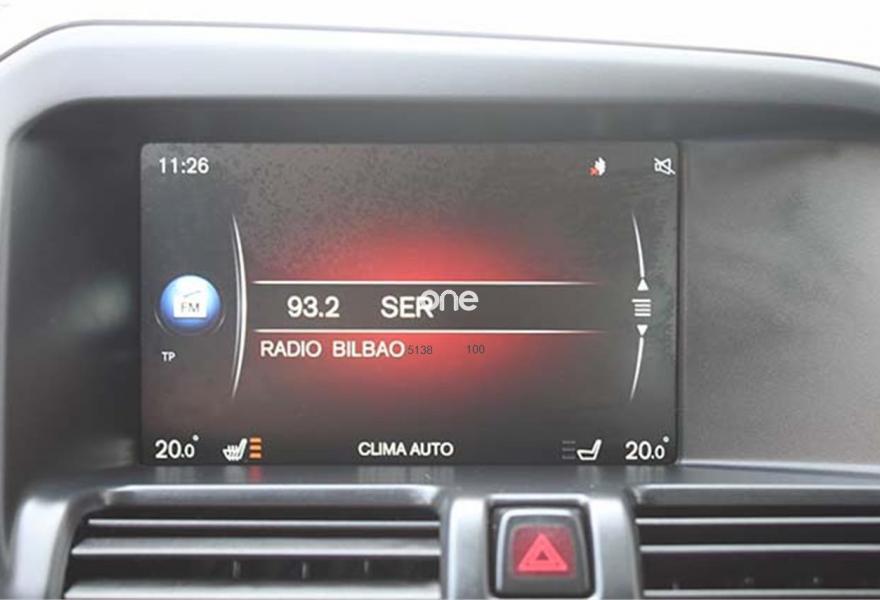 11:26
FM
93.2 SER
one
TP
RADIO BILBAO
5138 100
20.0° CLIMA AUTO 20.0°